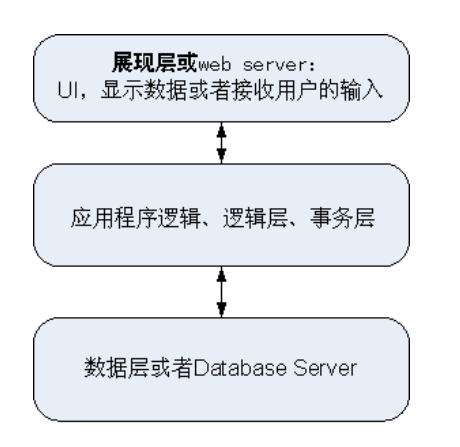 展现层或web server：
UI，显示数据或者接收用户的输入
应用程序逻辑、逻辑层、事务层
数据层或者Database Server